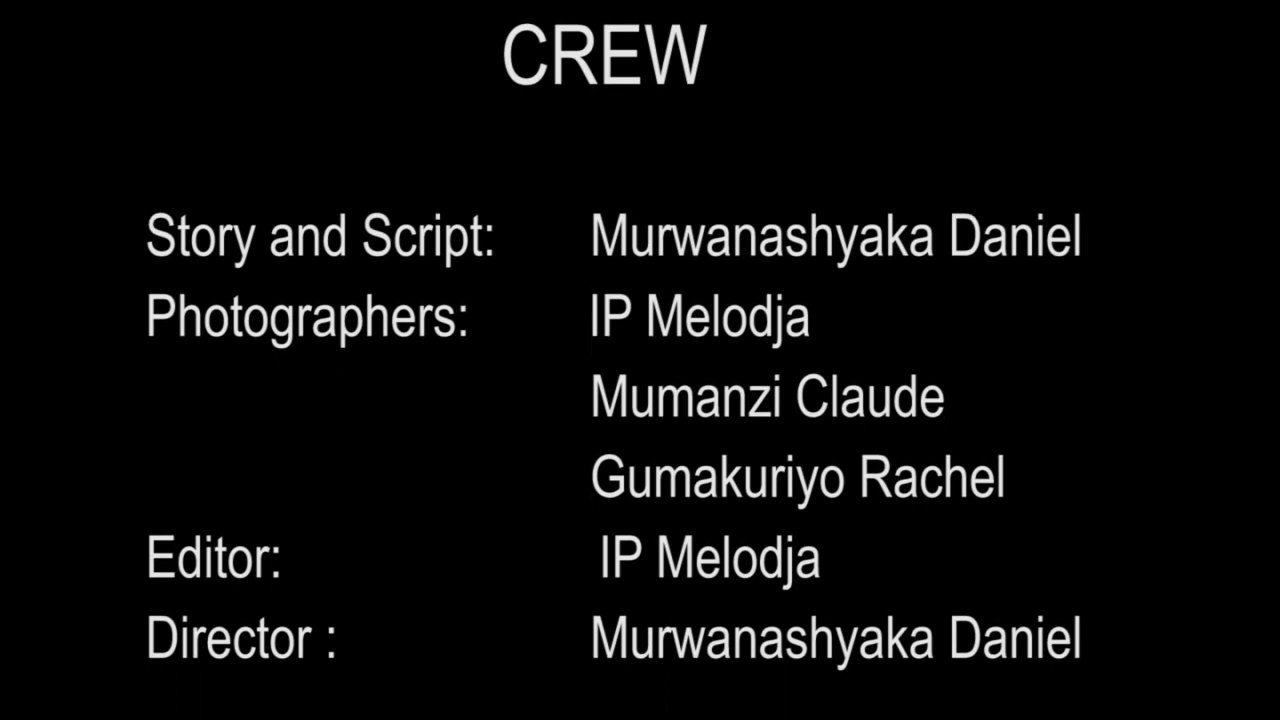 CREW
Story and Script: Murwanashyaka Daniel
Photographers: IP Melodja
Mumanzi Claude
Gumakuriyo Rachel
Editor: IP Melodja
Director : Murwanashyaka Daniel